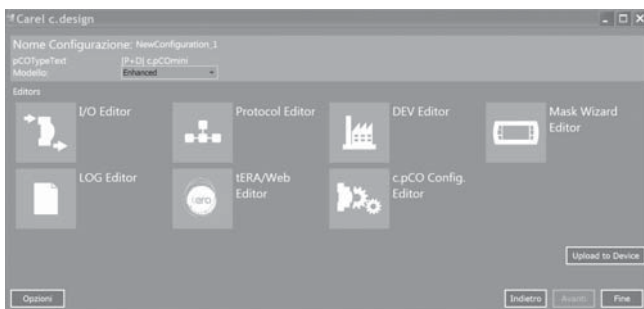 Carel c.design
Nome Configurazione: NewConfiguration_1
pCOTypeText |P+D| c.pCOmini
Modello: Enhanced
Editors
I/O Editor
Protocol Editor
DEV Editor
Mask Wizard
Editor
LOG Editor
tERA/Web
Editor
tera
c.pCO Config.
Editor
Upload to Device
Opzioni
Indietro
Avanti
Fine